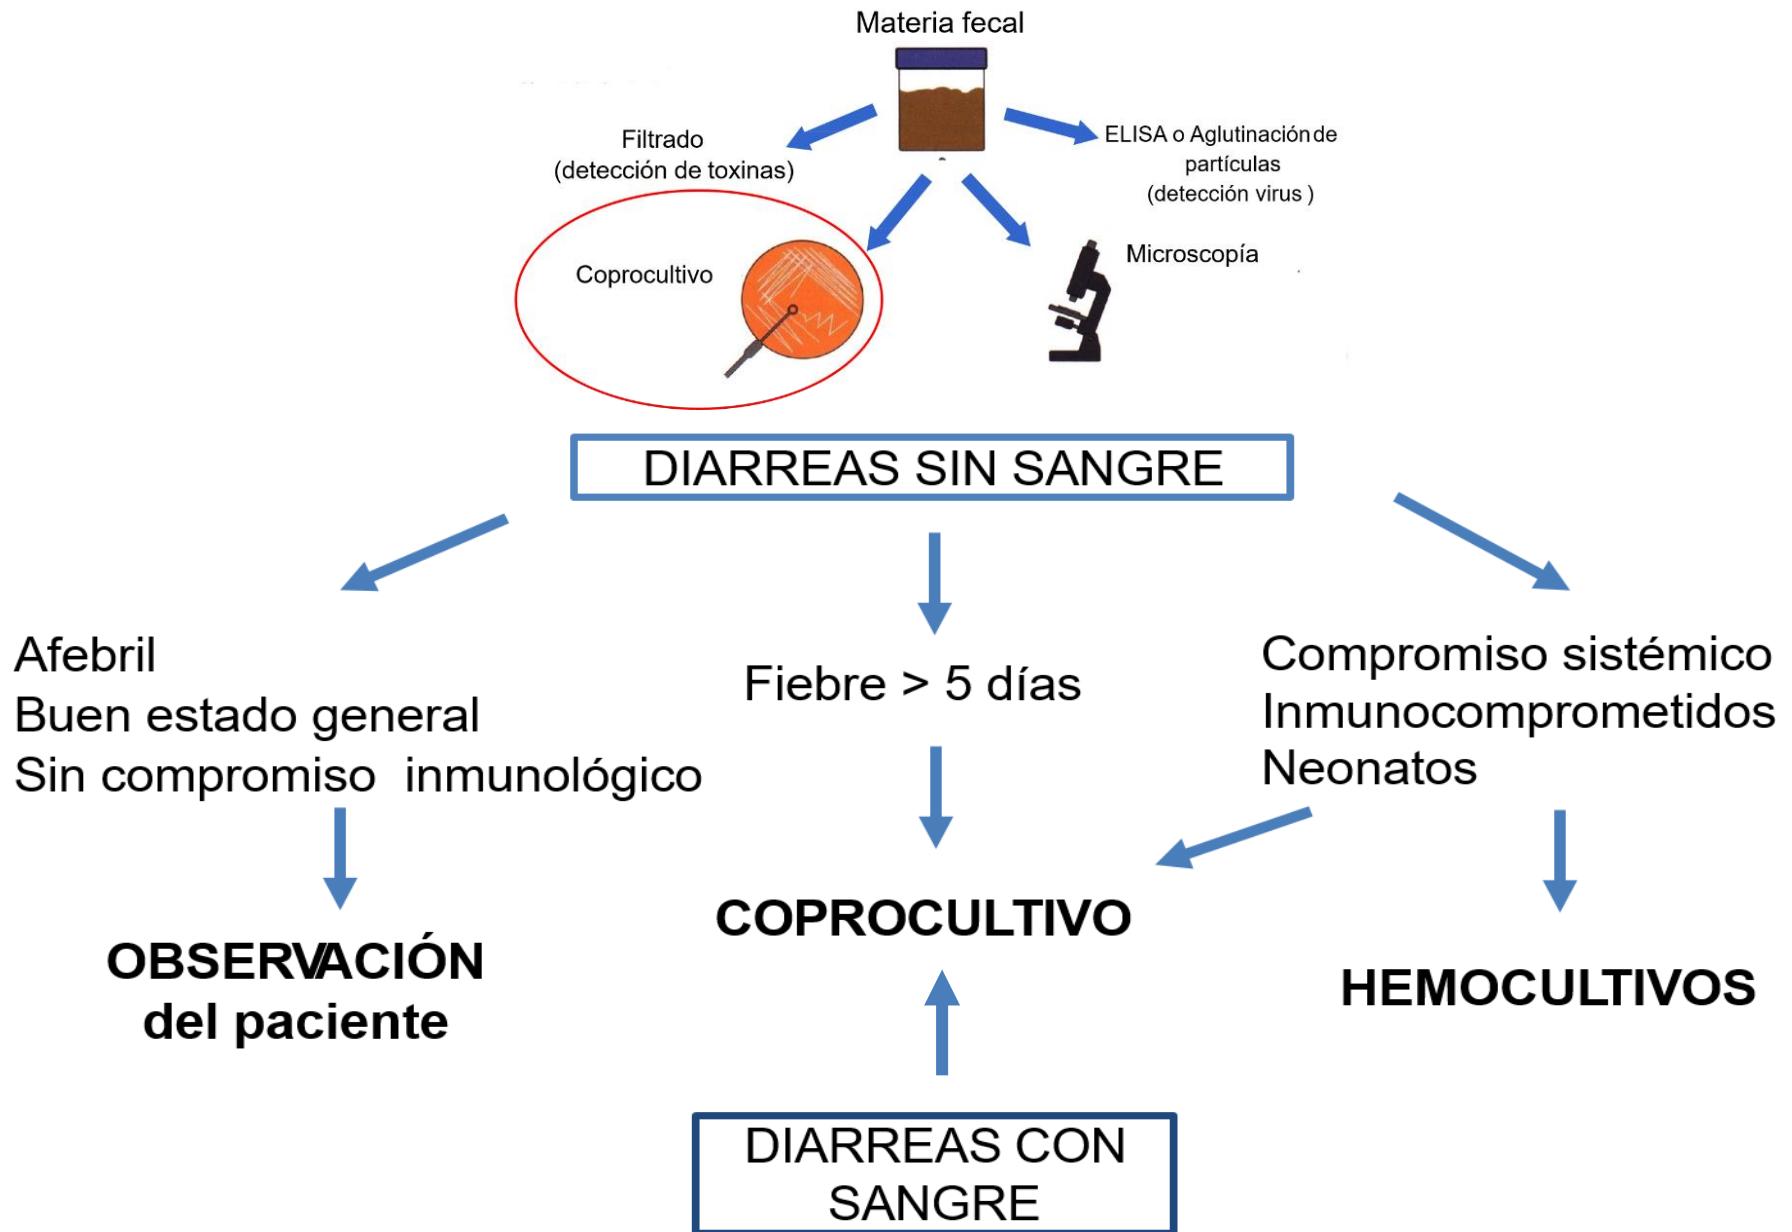 Materia fecal
Filtrado
(detección de toxinas)
ELISA o Aglutinación de
partículas
(detección virus )
Coprocultivo
Microscopía
DIARREAS SIN SANGRE
Afebril
Buen estado general
Sin compromiso inmunológico
Fiebre > 5 días
Compromiso sistémico
Inmunocomprometidos
Neonatos
OBSERVACIÓN
del paciente
COPROCULTIVO
HEMOCULTIVOS
DIARREAS CON
SANGRE